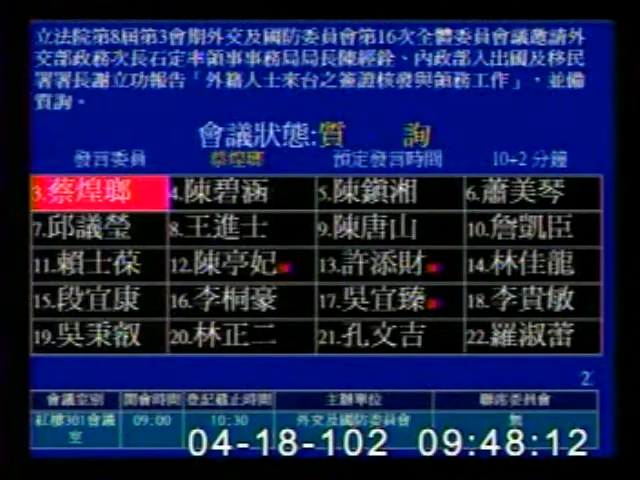 立法院第8屆第3會期外交及國防委員會第16次全體委員會議邀請外
交部政務次長石定率領事事務局局長陳經銓、內政部入出國及移民
署署長謝立功報告「外籍人士來台之簽證核發與領務工作」，並備
質詢。
會議狀態:質 詢
發言委員 蔡煌瑯 預定發言時間 10+2 分鐘
3.蔡煌瑯 4.陳碧涵 5.陳鎮湘 6.蕭美琴
7.邱議瑩 8.王進士 9.陳唐山 10.詹凱臣
11.賴士葆 12.陳亭妃 13.許添財 14.林佳龍
15.段宜康 16.李桐豪 17.吳宜臻 18.李貴敏
19.吳秉叡 20.林正二 21.孔文吉 22.羅淑蕾
2
會議室別 開會時間 登記截止時間 主辦單位 聯席委員會
紅樓301會議室 09:00 10:30 外交及國防委員會 無
04-18-102 09:48:12